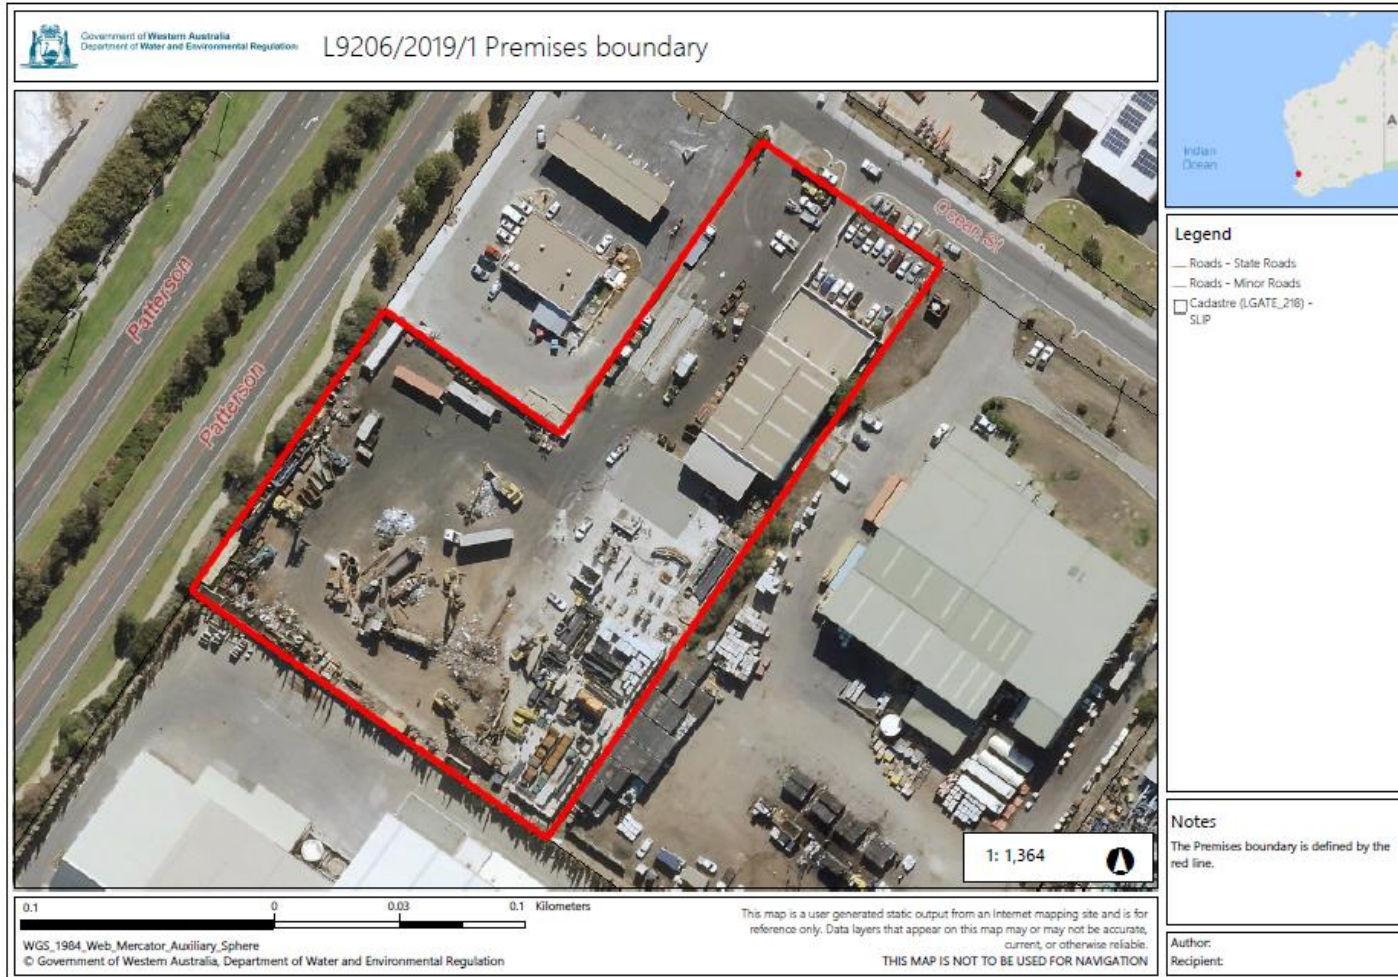 Government of Western Australia
Department of Water and Environmental Regulation
L9206/2019/1 Premises boundary
Indian
Ocean
A
Legend
Roads - State Roads
Roads - Minor Roads
Cadastre (LGATE_218) -
SLIP
Patterson
Patterson
Ocean St
1: 1,364
Notes
The Premises boundary is defined by the
red line.
0.1 0 0.03 0.1 Kilometers
WGS_1984_Web_Mercator_Auxiliary_Sphere
© Government of Western Australia, Department of Water and Environmental Regulation
This map is a user generated static output from an Internet mapping site and is for
reference only. Data layers that appear on this map may or may not be accurate,
current, or otherwise reliable.
THIS MAP IS NOT TO BE USED FOR NAVIGATION
Author:
Recipient: